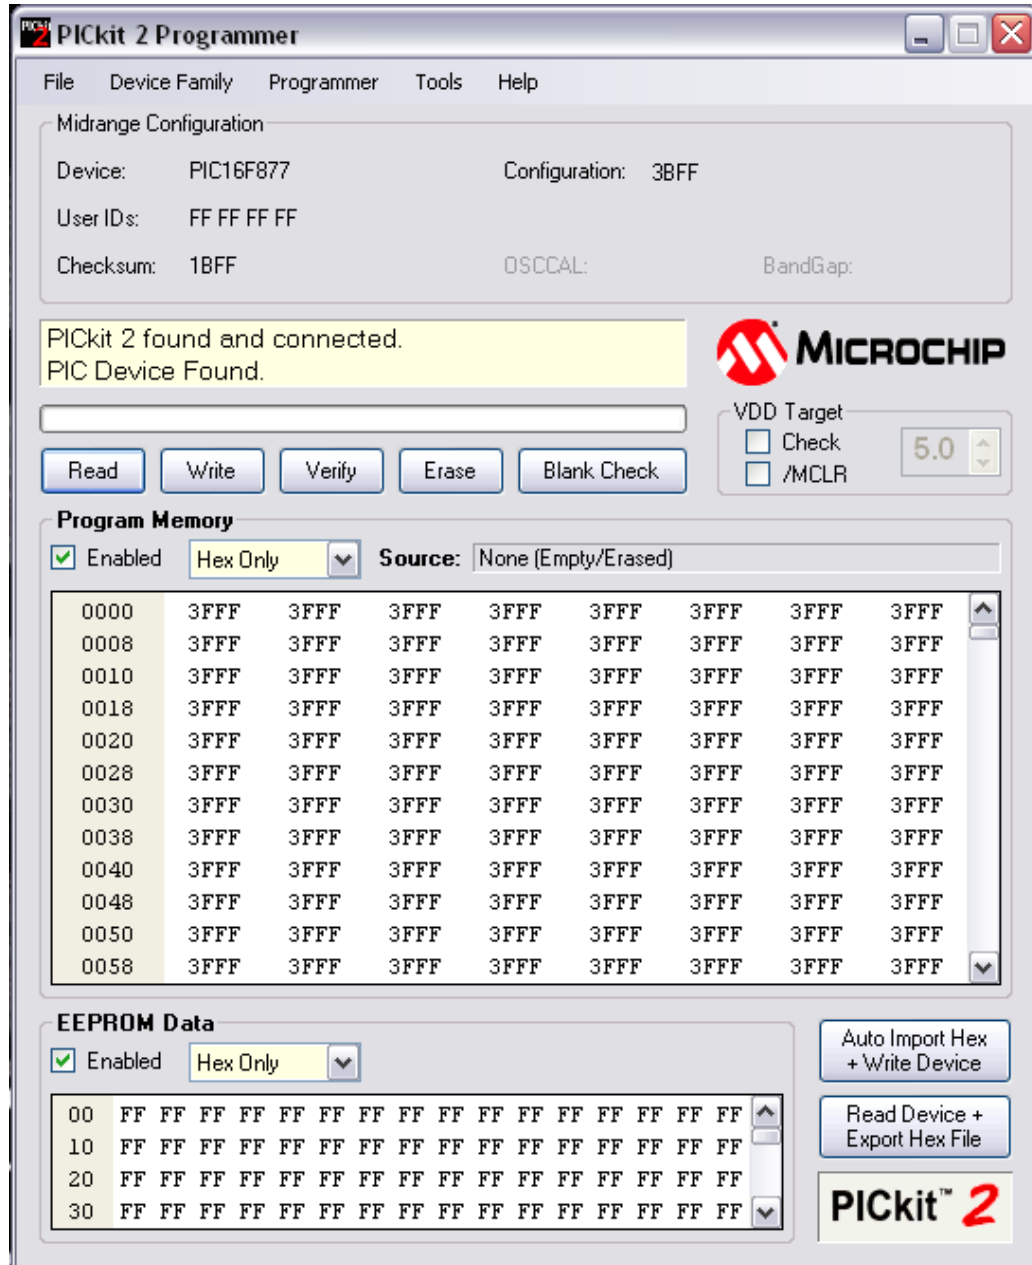 PICkit 2 Programmer
File Device Family Programmer Tools Help
Midrange Configuration
Device: PIC16F877 Configuration: 3BFF
User IDs: FF FF FF FF
Checksum: 1BFF OSCCAL: BandGap:
PICkit 2 found and connected.
PIC Device Found.
MICROCHIP
VDD Target
Check
/MCLR
5.0
Read Write Verify Erase Blank Check
Program Memory
Enabled Hex Only Source: None (Empty/Erased)
0000 3FFF 3FFF 3FFF 3FFF 3FFF 3FFF 3FFF 3FFF
0008 3FFF 3FFF 3FFF 3FFF 3FFF 3FFF 3FFF 3FFF
0010 3FFF 3FFF 3FFF 3FFF 3FFF 3FFF 3FFF 3FFF
0018 3FFF 3FFF 3FFF 3FFF 3FFF 3FFF 3FFF 3FFF
0020 3FFF 3FFF 3FFF 3FFF 3FFF 3FFF 3FFF 3FFF
0028 3FFF 3FFF 3FFF 3FFF 3FFF 3FFF 3FFF 3FFF
0030 3FFF 3FFF 3FFF 3FFF 3FFF 3FFF 3FFF 3FFF
0038 3FFF 3FFF 3FFF 3FFF 3FFF 3FFF 3FFF 3FFF
0040 3FFF 3FFF 3FFF 3FFF 3FFF 3FFF 3FFF 3FFF
0048 3FFF 3FFF 3FFF 3FFF 3FFF 3FFF 3FFF 3FFF
0050 3FFF 3FFF 3FFF 3FFF 3FFF 3FFF 3FFF 3FFF
0058 3FFF 3FFF 3FFF 3FFF 3FFF 3FFF 3FFF 3FFF
EEPROM Data
Enabled Hex Only
00 FF FF FF FF FF FF FF FF FF FF FF FF FF FF FF FF
10 FF FF FF FF FF FF FF FF FF FF FF FF FF FF FF FF
20 FF FF FF FF FF FF FF FF FF FF FF FF FF FF FF FF
30 FF FF FF FF FF FF FF FF FF FF FF FF FF FF FF FF
Auto Import Hex
+ Write Device
Read Device +
Export Hex File
PICkit™ 2